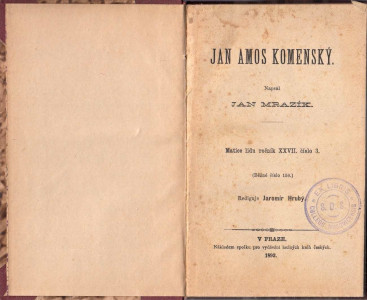 JAN AMOS KOMENSKÝ.
Napsal
JAN MRAZÍK.
Matice lidu ročník XXVII. číslo 3.
(Běžné číslo 159.)
Rediguje Jaromír Hrubý.
V PRAZE.
Nákladem spolku pro vydávání laciných knih českých.
1893.